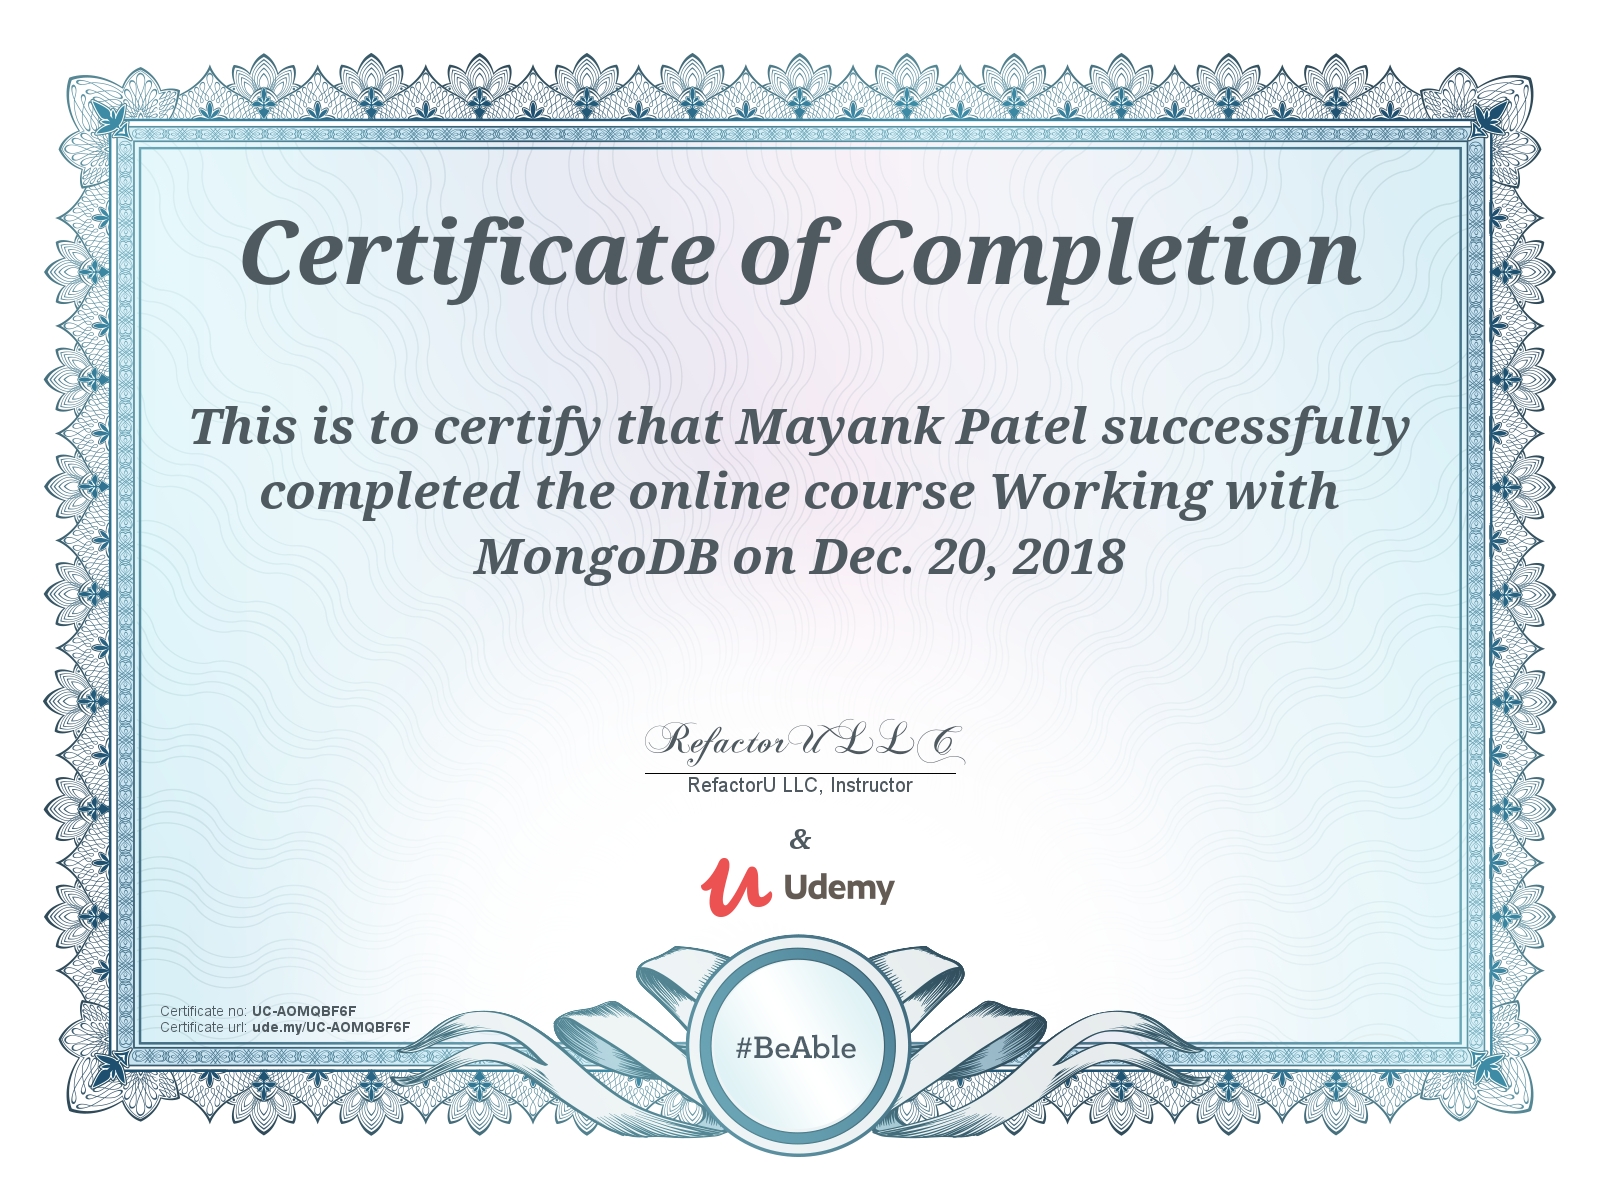 Certificate of Completion
This is to certify that Mayank Patel successfully
completed the online course Working with
MongoDB on Dec. 20, 2018
RefactorU LLC
RefactorU LLC, Instructor
&
Udemy
Certificate no: UC-AOMQBF6F
Certificate url: ude.my/UC-AOMQBF6F
#BeAble